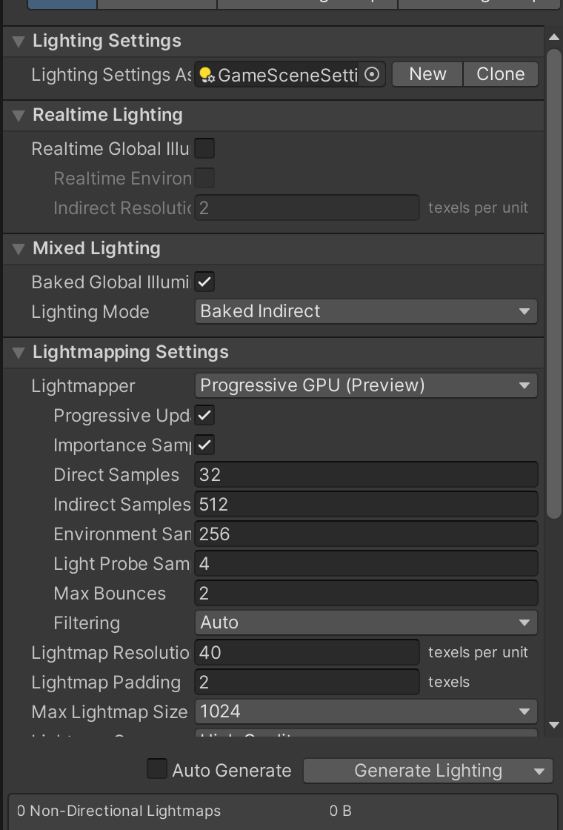 Lighting Settings
Lighting Settings As GameSceneSetti New Clone
Realtime Lighting
Realtime Global Illu
Realtime Environ
Indirect Resolutio 2 texels per unit
Mixed Lighting
Baked Global Illumi
Lighting Mode Baked Indirect
Lightmapping Settings
Lightmapper Progressive GPU (Preview)
Progressive Upd
Importance Samp
Direct Samples 32
Indirect Samples 512
Environment San 256
Light Probe Sam 4
Max Bounces 2
Filtering Auto
Lightmap Resolutio 40 texels per unit
Lightmap Padding 2 texels
Max Lightmap Size 1024
Auto Generate Generate Lighting
0 Non-Directional Lightmaps 0 B